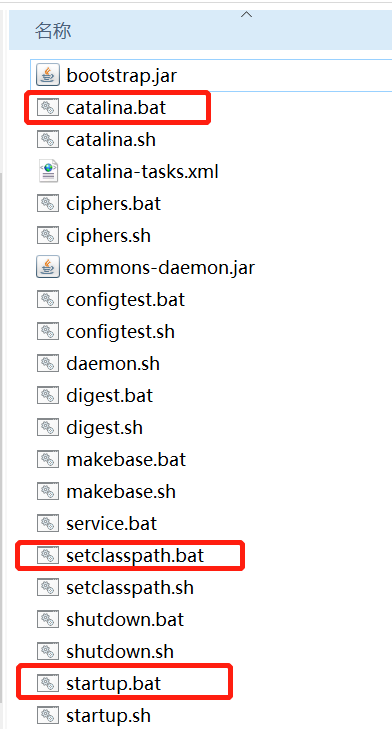 名称
bootstrap.jar
catalina.bat
catalina.sh
catalina-tasks.xml
ciphers.bat
ciphers.sh
commons-daemon.jar
configtest.bat
configtest.sh
daemon.sh
digest.bat
digest.sh
makebase.bat
makebase.sh
service.bat
setclasspath.bat
setclasspath.sh
shutdown.bat
shutdown.sh
startup.bat
startup.sh